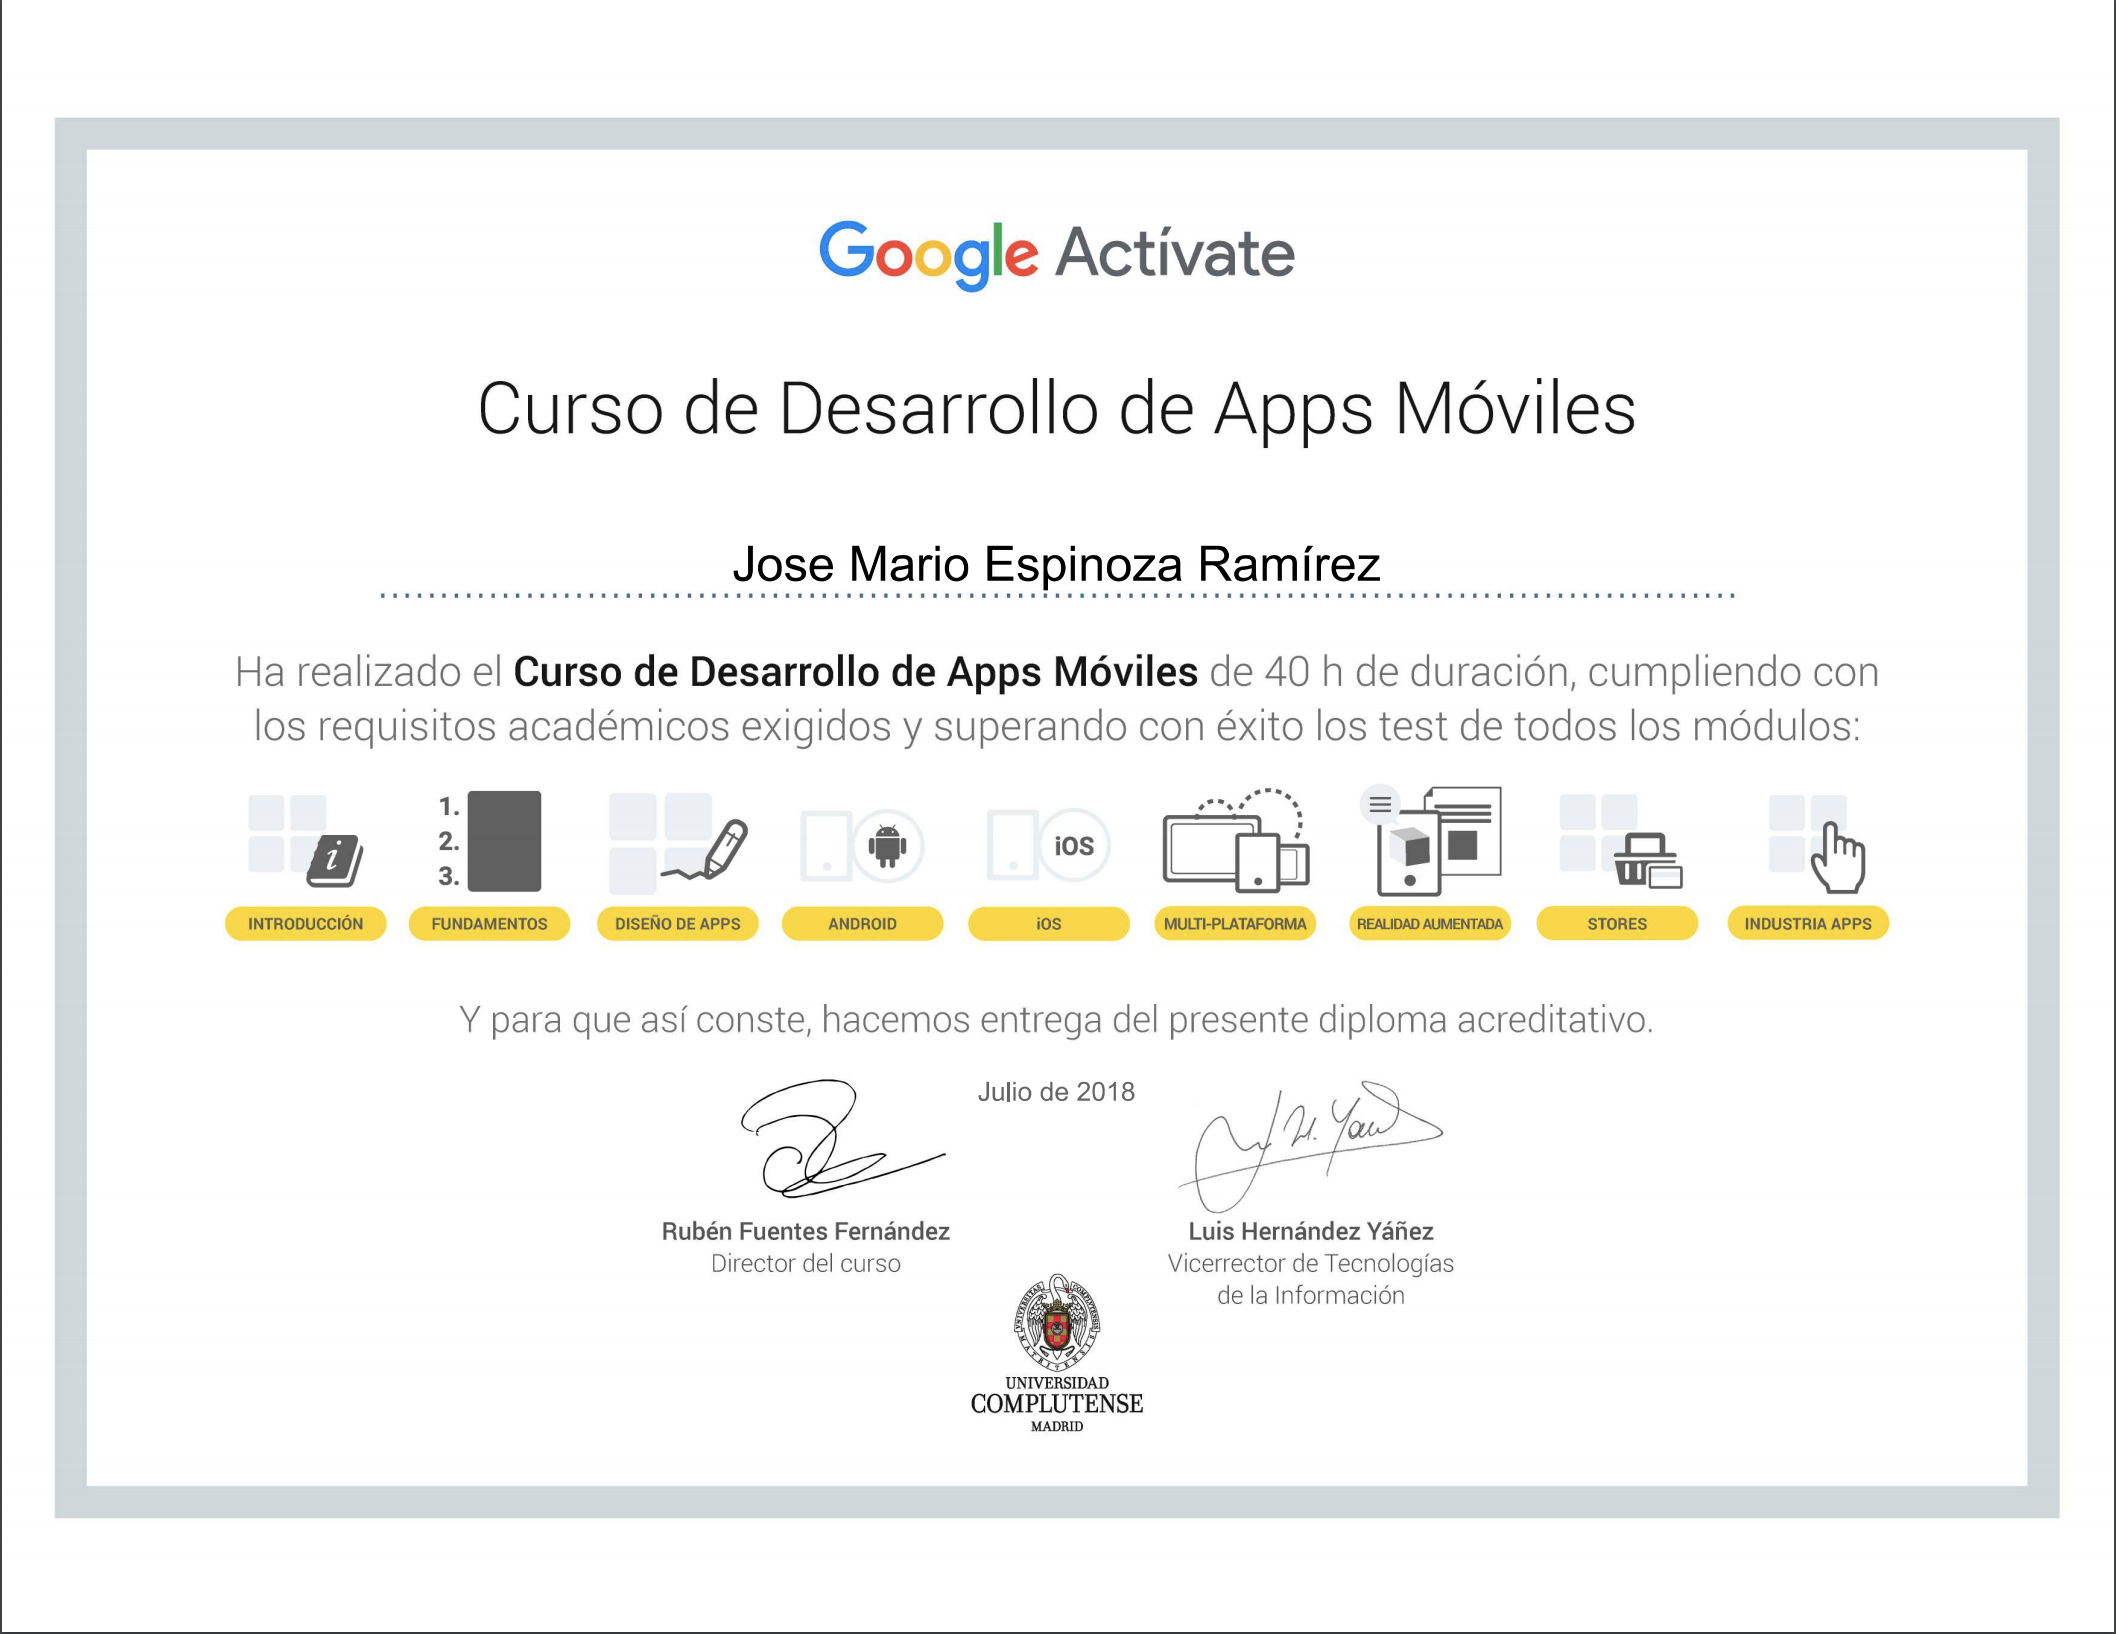 Google Actívate
Curso de Desarrollo de Apps Móviles
Jose Mario Espinoza Ramírez
Ha realizado el Curso de Desarrollo de Apps Móviles de 40 h de duración, cumpliendo con
los requisitos académicos exigidos y superando con éxito los test de todos los módulos:
i
1.
2.
3.
iOS
INTRODUCCIÓN
FUNDAMENTOS
DISEÑO DE APPS
ANDROID
iOS
MULTI-PLATAFORMA
REALIDAD AUMENTADA
STORES
INDUSTRIA APPS
Y para que así conste, hacemos entrega del presente diploma acreditativo.
Julio de 2018
Rubén Fuentes Fernández
Director del curso
Luis Hernández Yáñez
Vicerrector de Tecnologías
de la Información
UNIVERSIDAD
COMPLUTENSE
MADRID